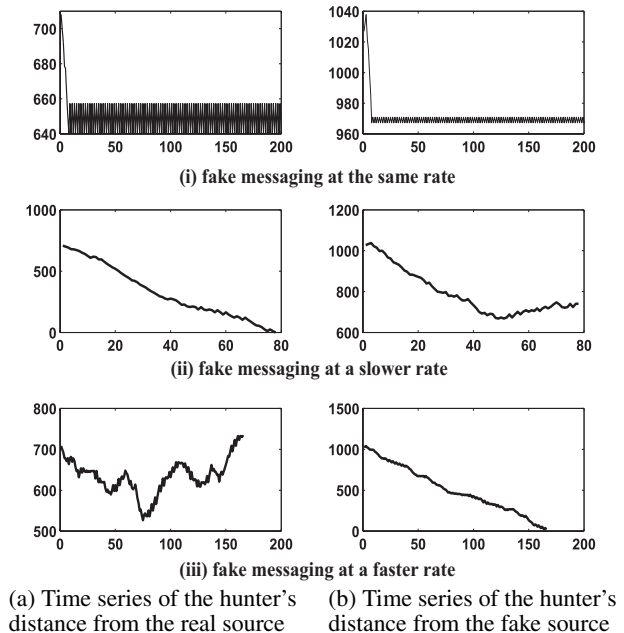 700
680
660
640
0 50 100 150 200
1040
1020
1000
980
960
0 50 100 150 200
(i) fake messaging at the same rate
1000
500
0
0 20 40 60 80
1200
1000
800
600
0 20 40 60 80
(ii) fake messaging at a slower rate
800
700
600
500
0 50 100 150 200
1500
1000
500
0
0 50 100 150 200
(iii) fake messaging at a faster rate
(a) Time series of the hunter's
distance from the real source
(b) Time series of the hunter's
distance from the fake source